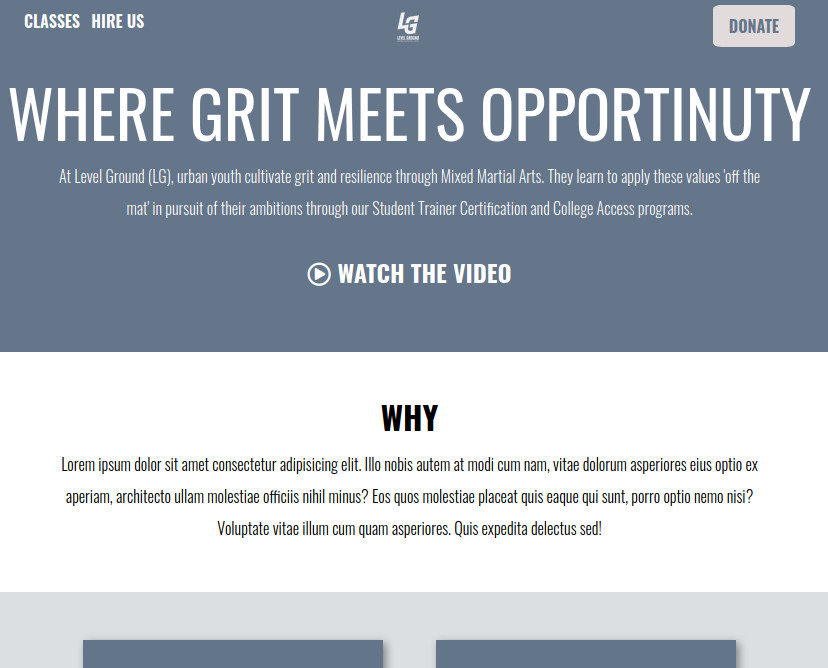 CLASSES HIRE US
LG
LEVEL GROUND
DONATE
WHERE GRIT MEETS OPPORTINUTY
At Level Ground (LG), urban youth cultivate grit and resilience through Mixed Martial Arts. They learn to apply these values 'off the
mat' in pursuit of their ambitions through our Student Trainer Certification and College Access programs.
WATCH THE VIDEO
WHY
Lorem ipsum dolor sit amet consectetur adipisicing elit. Illo nobis autem at modi cum nam, vitae dolorum asperiores eius optio ex
aperiam, architecto ullam molestiae officiis nihil minus? Eos quos molestiae placeat quis eaque qui sunt, porro optio nemo nisi?
Voluptate vitae illum cum quam asperiores. Quis expedita delectus sed!